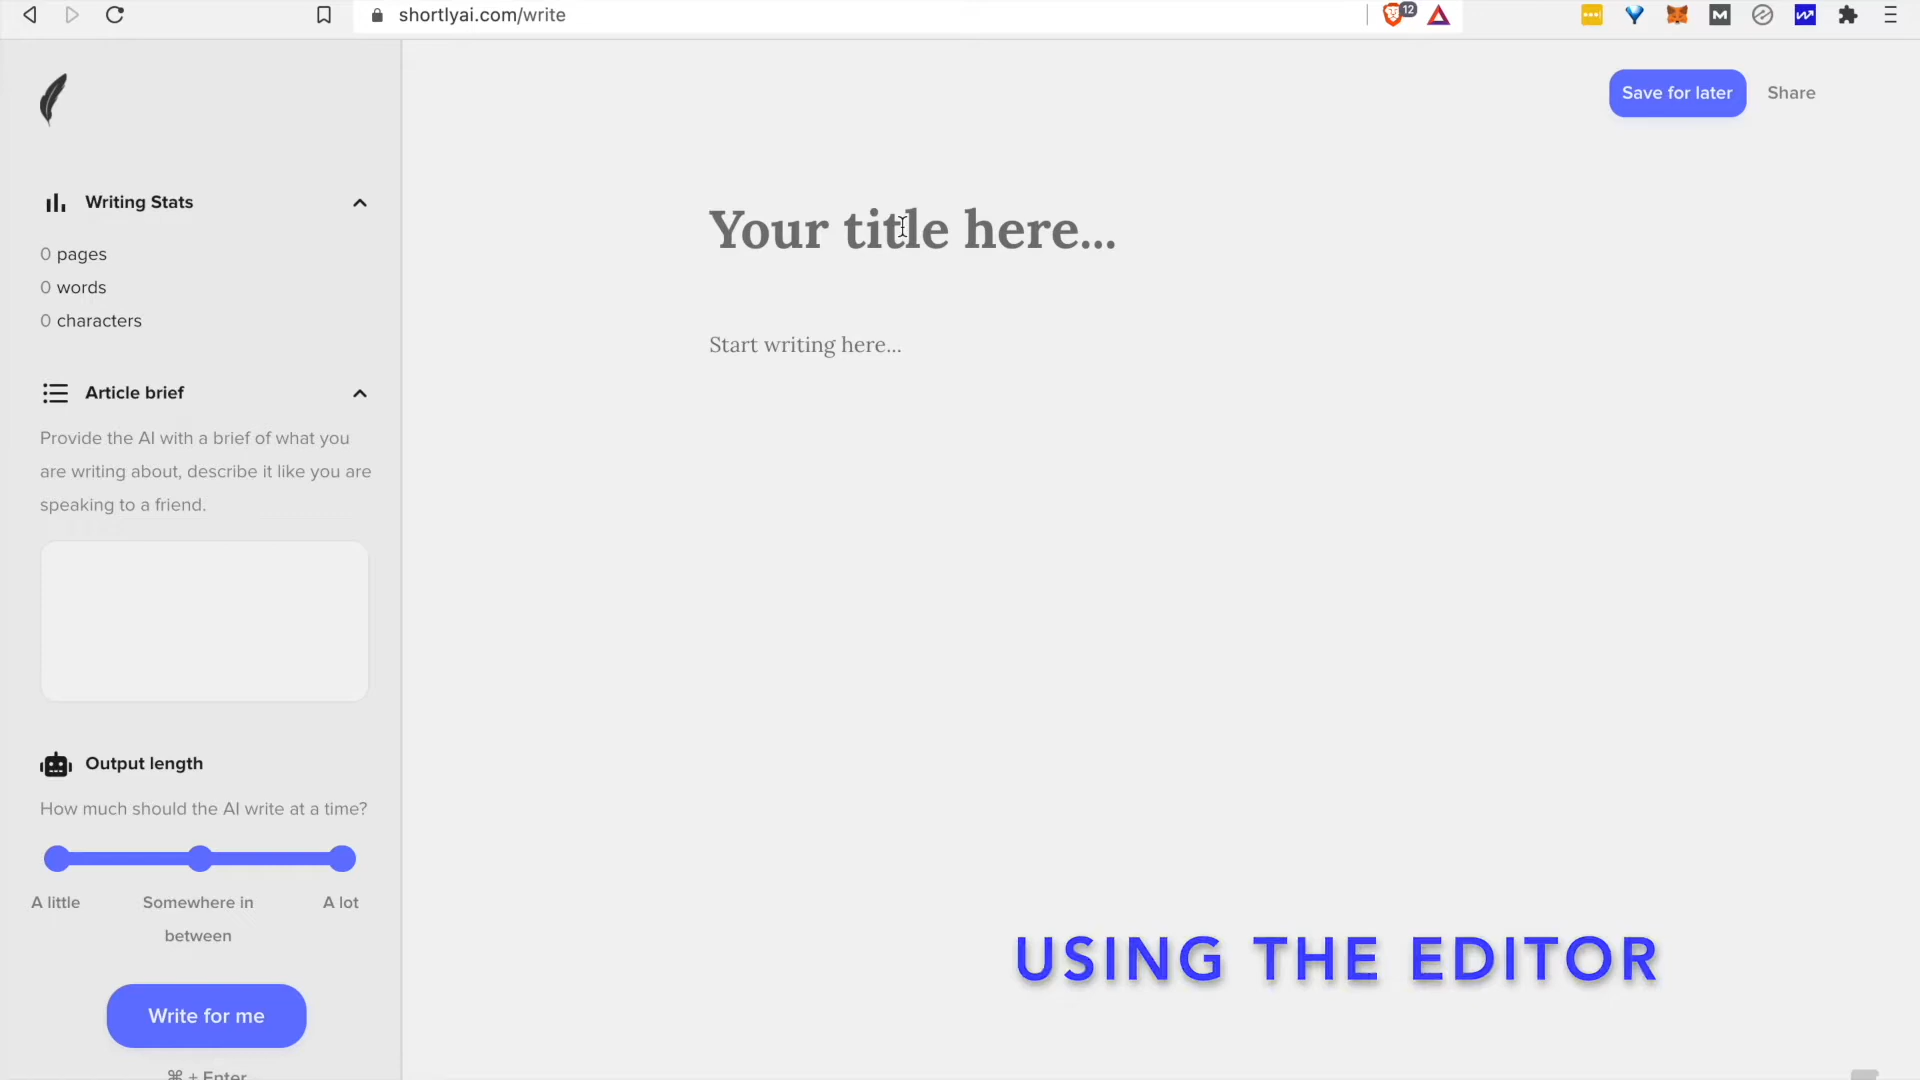 shortlyai.com/write
12
Save for later
Share
Writing Stats
0 pages
0 words
0 characters
Your title here...
Start writing here...
Article brief
Provide the AI with a brief of what you
are writing about, describe it like you are
speaking to a friend.
Output length
How much should the AI write at a time?
A little
Somewhere in
between
A lot
Write for me
⌘ + Enter
USING THE EDITOR